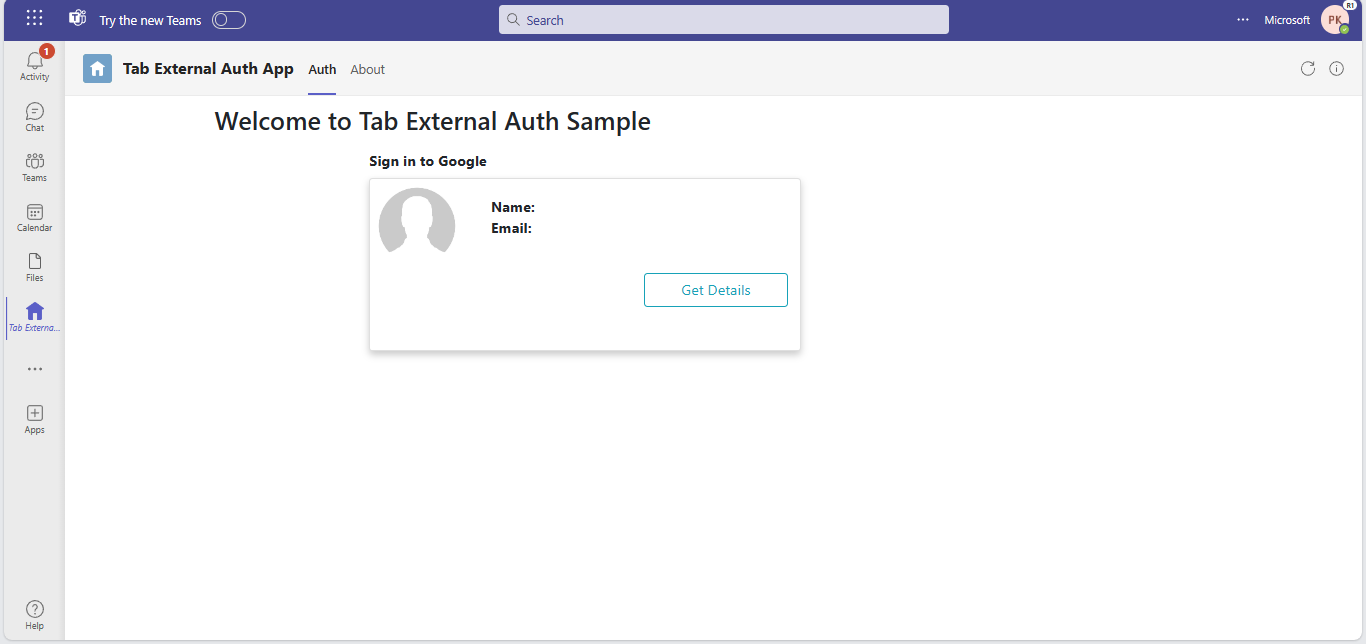 Try the new Teams
Search
Microsoft
PK
R1
1
Activity
Chat
Teams
Calendar
Files
Tab Externa...
Apps
Help
Tab External Auth App
Auth
About
Welcome to Tab External Auth Sample
Sign in to Google
Name:
Email:
Get Details